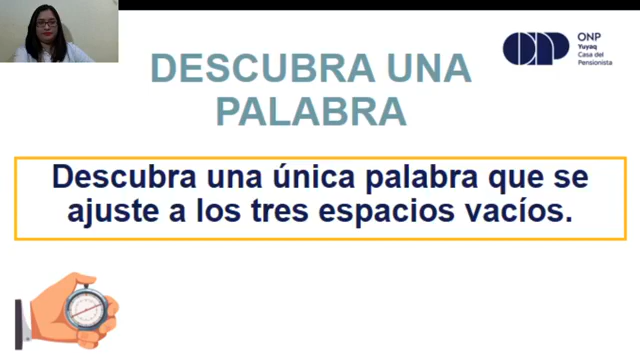 ONP
Yuyaq
Casa del
Pensionista
DESCUBRA UNA
PALABRA
Descubra una única palabra que se
ajuste a los tres espacios vacíos.